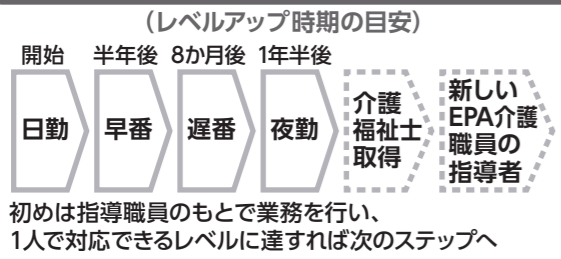 (レベルアップ時期の目安)
開始 半年後 8か月後 1年半後
日勤
早番
遅番
夜勤
介護
福祉士
取得
新しい
EPA介護
職員の
指導者
初めは指導職員のもとで業務を行い、
1人で対応できるレベルに達すれば次のステップへ